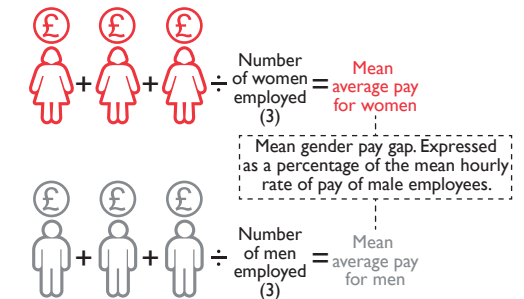 £ £ £
+ + + ÷
Number
of women
employed
(3)
=
Mean
average pay
for women
Mean gender pay gap. Expressed
as a percentage of the mean hourly
rate of pay of male employees.
£ £ £
+ + + ÷
Number
of men
employed
(3)
=
Mean
average pay
for men